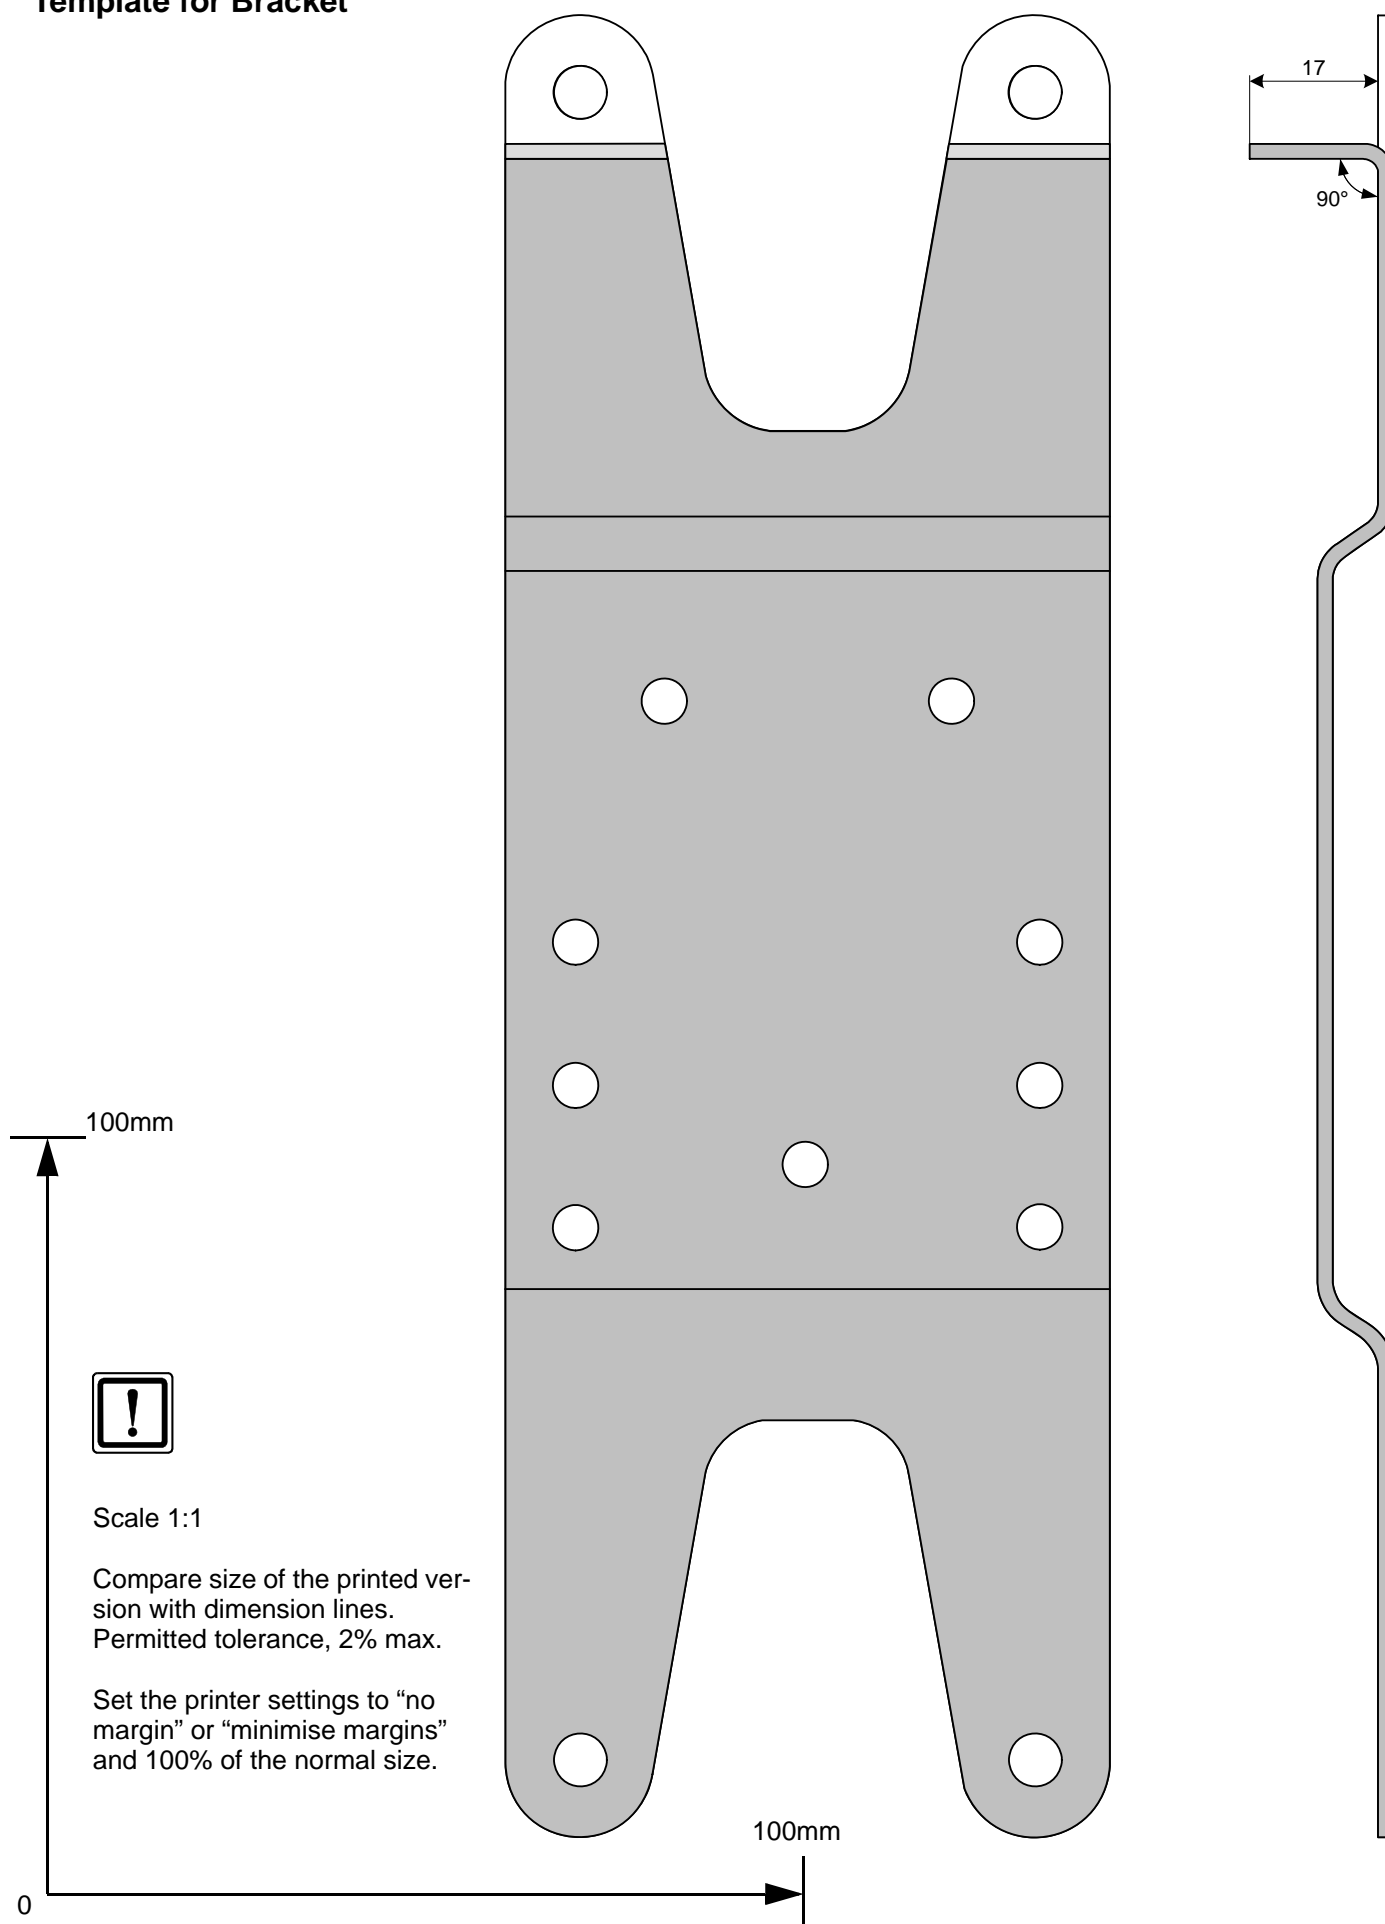 Template for Bracket
17
90°
100mm
Scale 1:1
Compare size of the printed ver-
sion with dimension lines.
Permitted tolerance, 2% max.
Set the printer settings to “no
margin” or “minimise margins”
and 100% of the normal size.
100mm
0